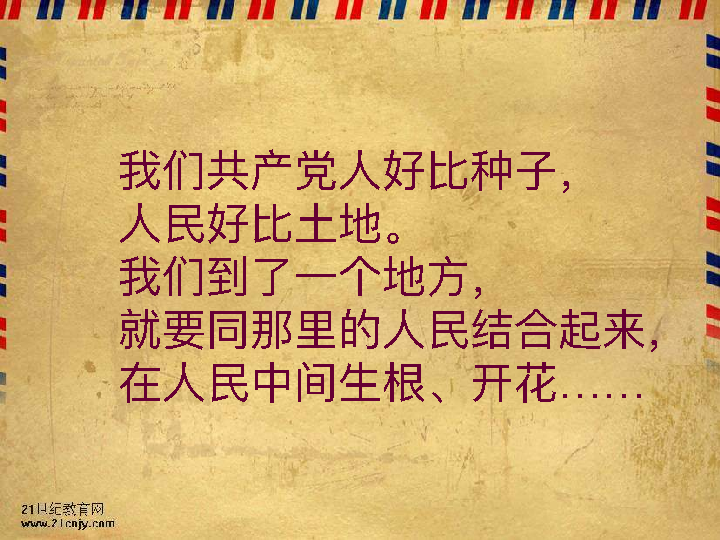 我们共产党人好比种子，
人民好比土地。
我们到了一个地方，
就要同那里的人民结合起来，
在人民中间生根、开花……
21世纪教育网
www.21cnjy.com